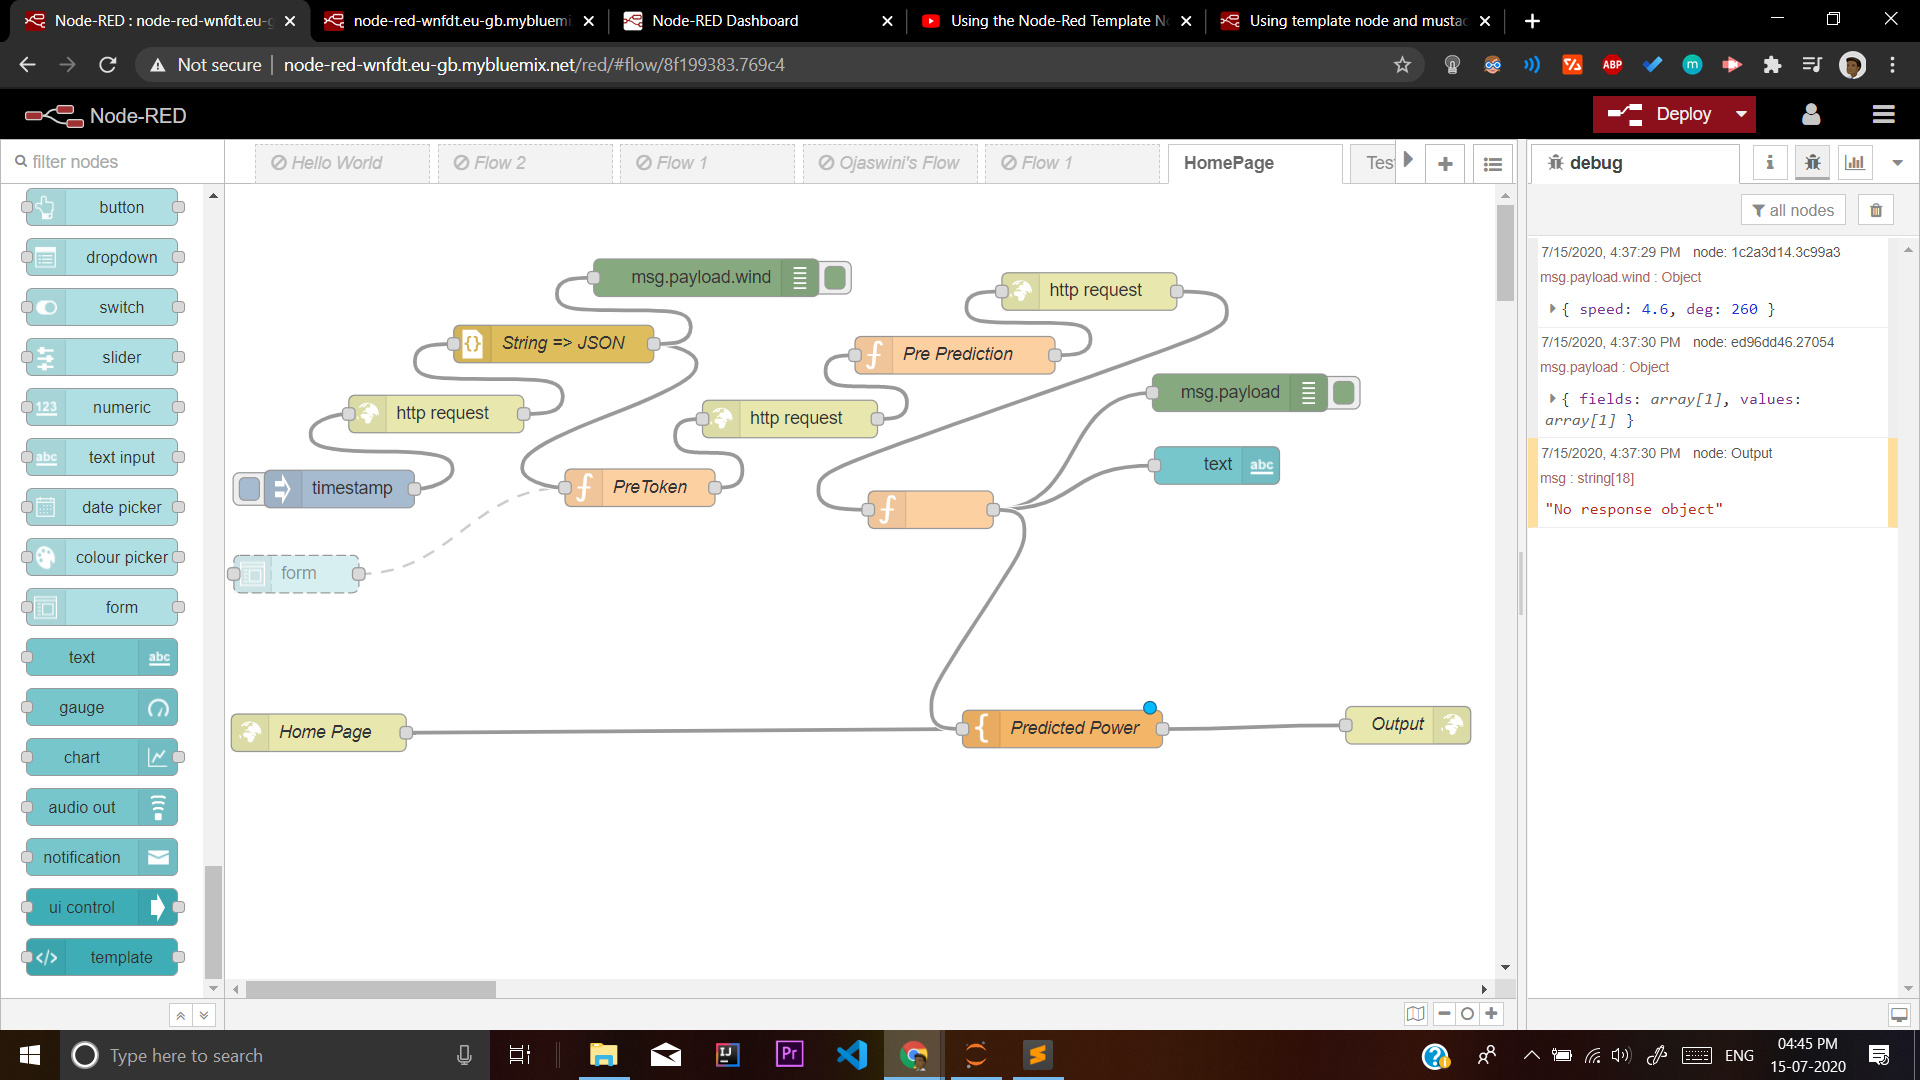 Node-RED : node-red-wnfdt.eu-g
node-red-wnfdt.eu-gb.mybluemi
Node-RED Dashboard
Using the Node-Red Template N
Using template node and musta
Not secure
node-red-wnfdt.eu-gb.mybluemix.net/red/#flow/8f199383.769c4
ABP
m
Node-RED
Deploy
filter nodes
Hello World
Flow 2
Flow 1
Ojaswini's Flow
Flow 1
HomePage
Tes
debug
i
all nodes
button
dropdown
switch
slider
123 numeric
abc text input
date picker
colour picker
form
text abc
gauge
chart
audio out
notification
ui control
</> template
msg.payload.wind
http request
String => JSON
Pre Prediction
msg.payload
http request
http request
text abc
timestamp
PreToken
form
Home Page
Predicted Power
Output
7/15/2020, 4:37:29 PM node: 1c2a3d14.3c99a3
msg.payload.wind : Object
{ speed: 4.6, deg: 260 }
7/15/2020, 4:37:30 PM node: ed96dd46.27054
msg.payload : Object
{ fields: array[1], values:
array[1] }
7/15/2020, 4:37:30 PM node: Output
msg : string[18]
"No response object"
Type here to search
IJ
Pr
ENG
04:45 PM
15-07-2020